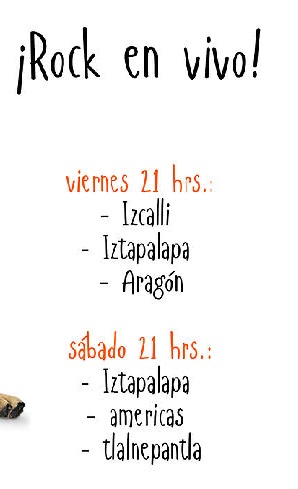 ¡Rock en vivo!
viernes 21 hrs.:
- Izcalli
- Iztapalapa
- Aragón
sábado 21 hrs.:
- Iztapalapa
- americas
- tlalnepantla